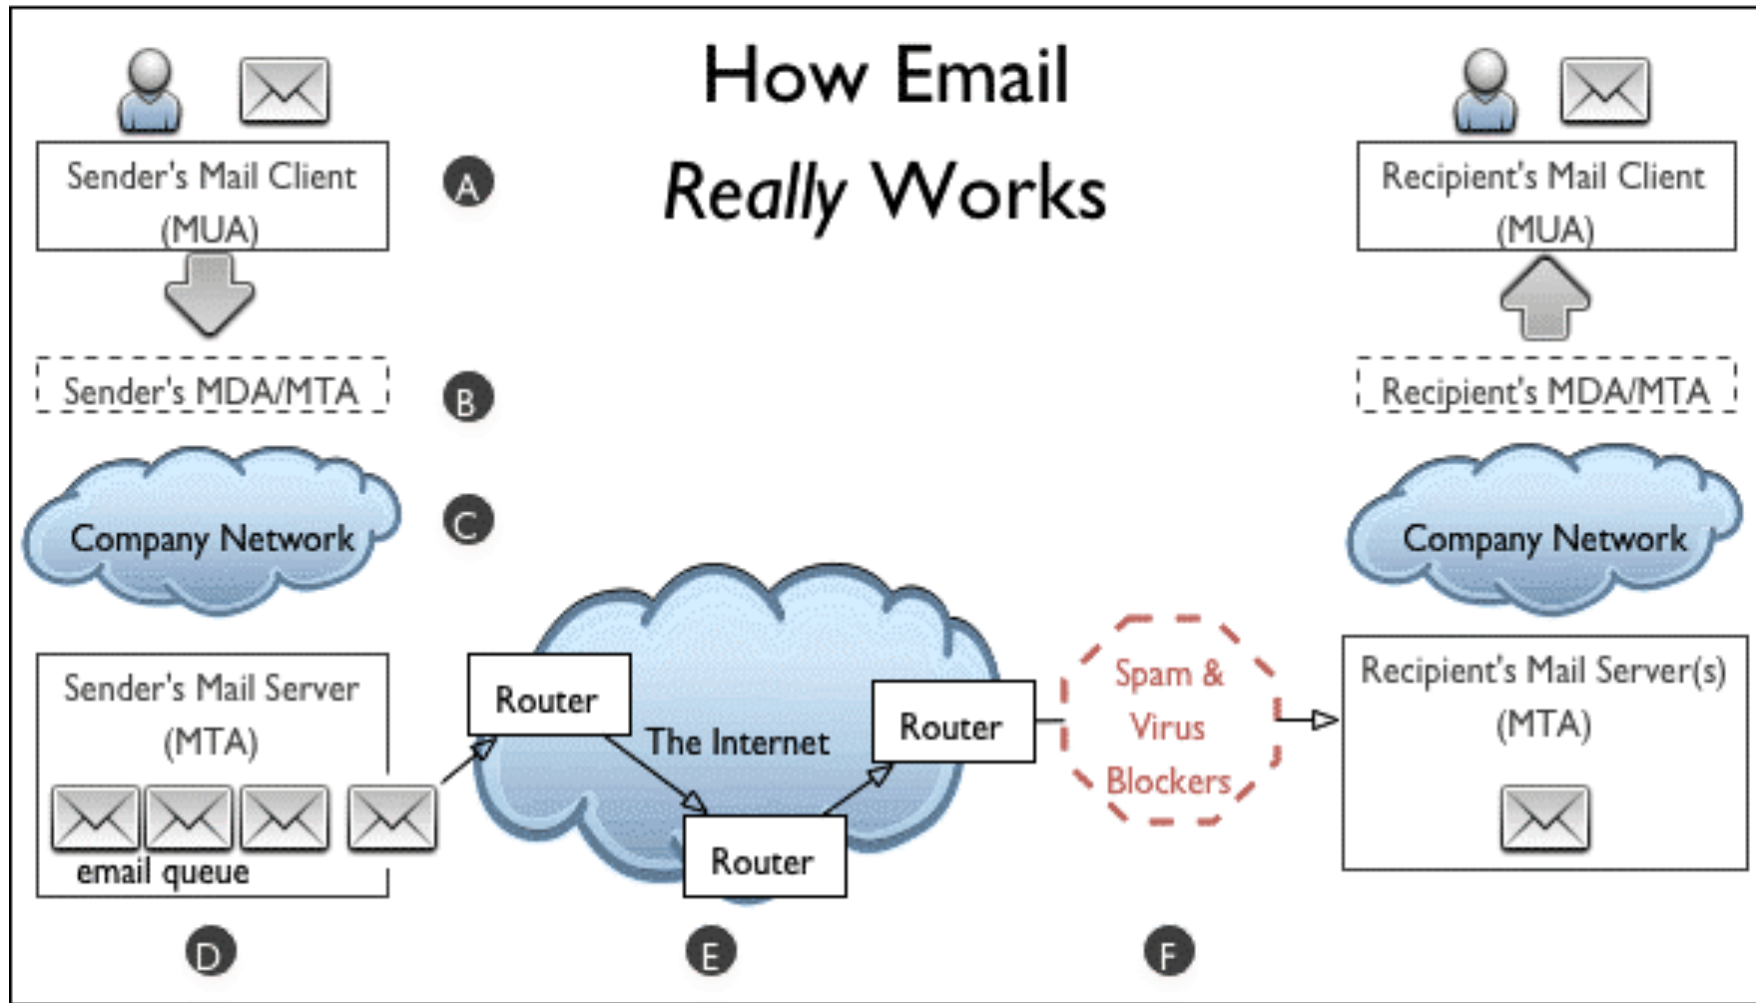 How Email
Really Works
Sender's Mail Client
(MUA)
A
Recipient's Mail Client
(MUA)
Sender's MDA/MTA
B
Recipient's MDA/MTA
Company Network
C
Company Network
Sender's Mail Server
(MTA)
email queue
Router
The Internet
Router
Router
Spam &
Virus
Blockers
Recipient's Mail Server(s)
(MTA)
D
E
F